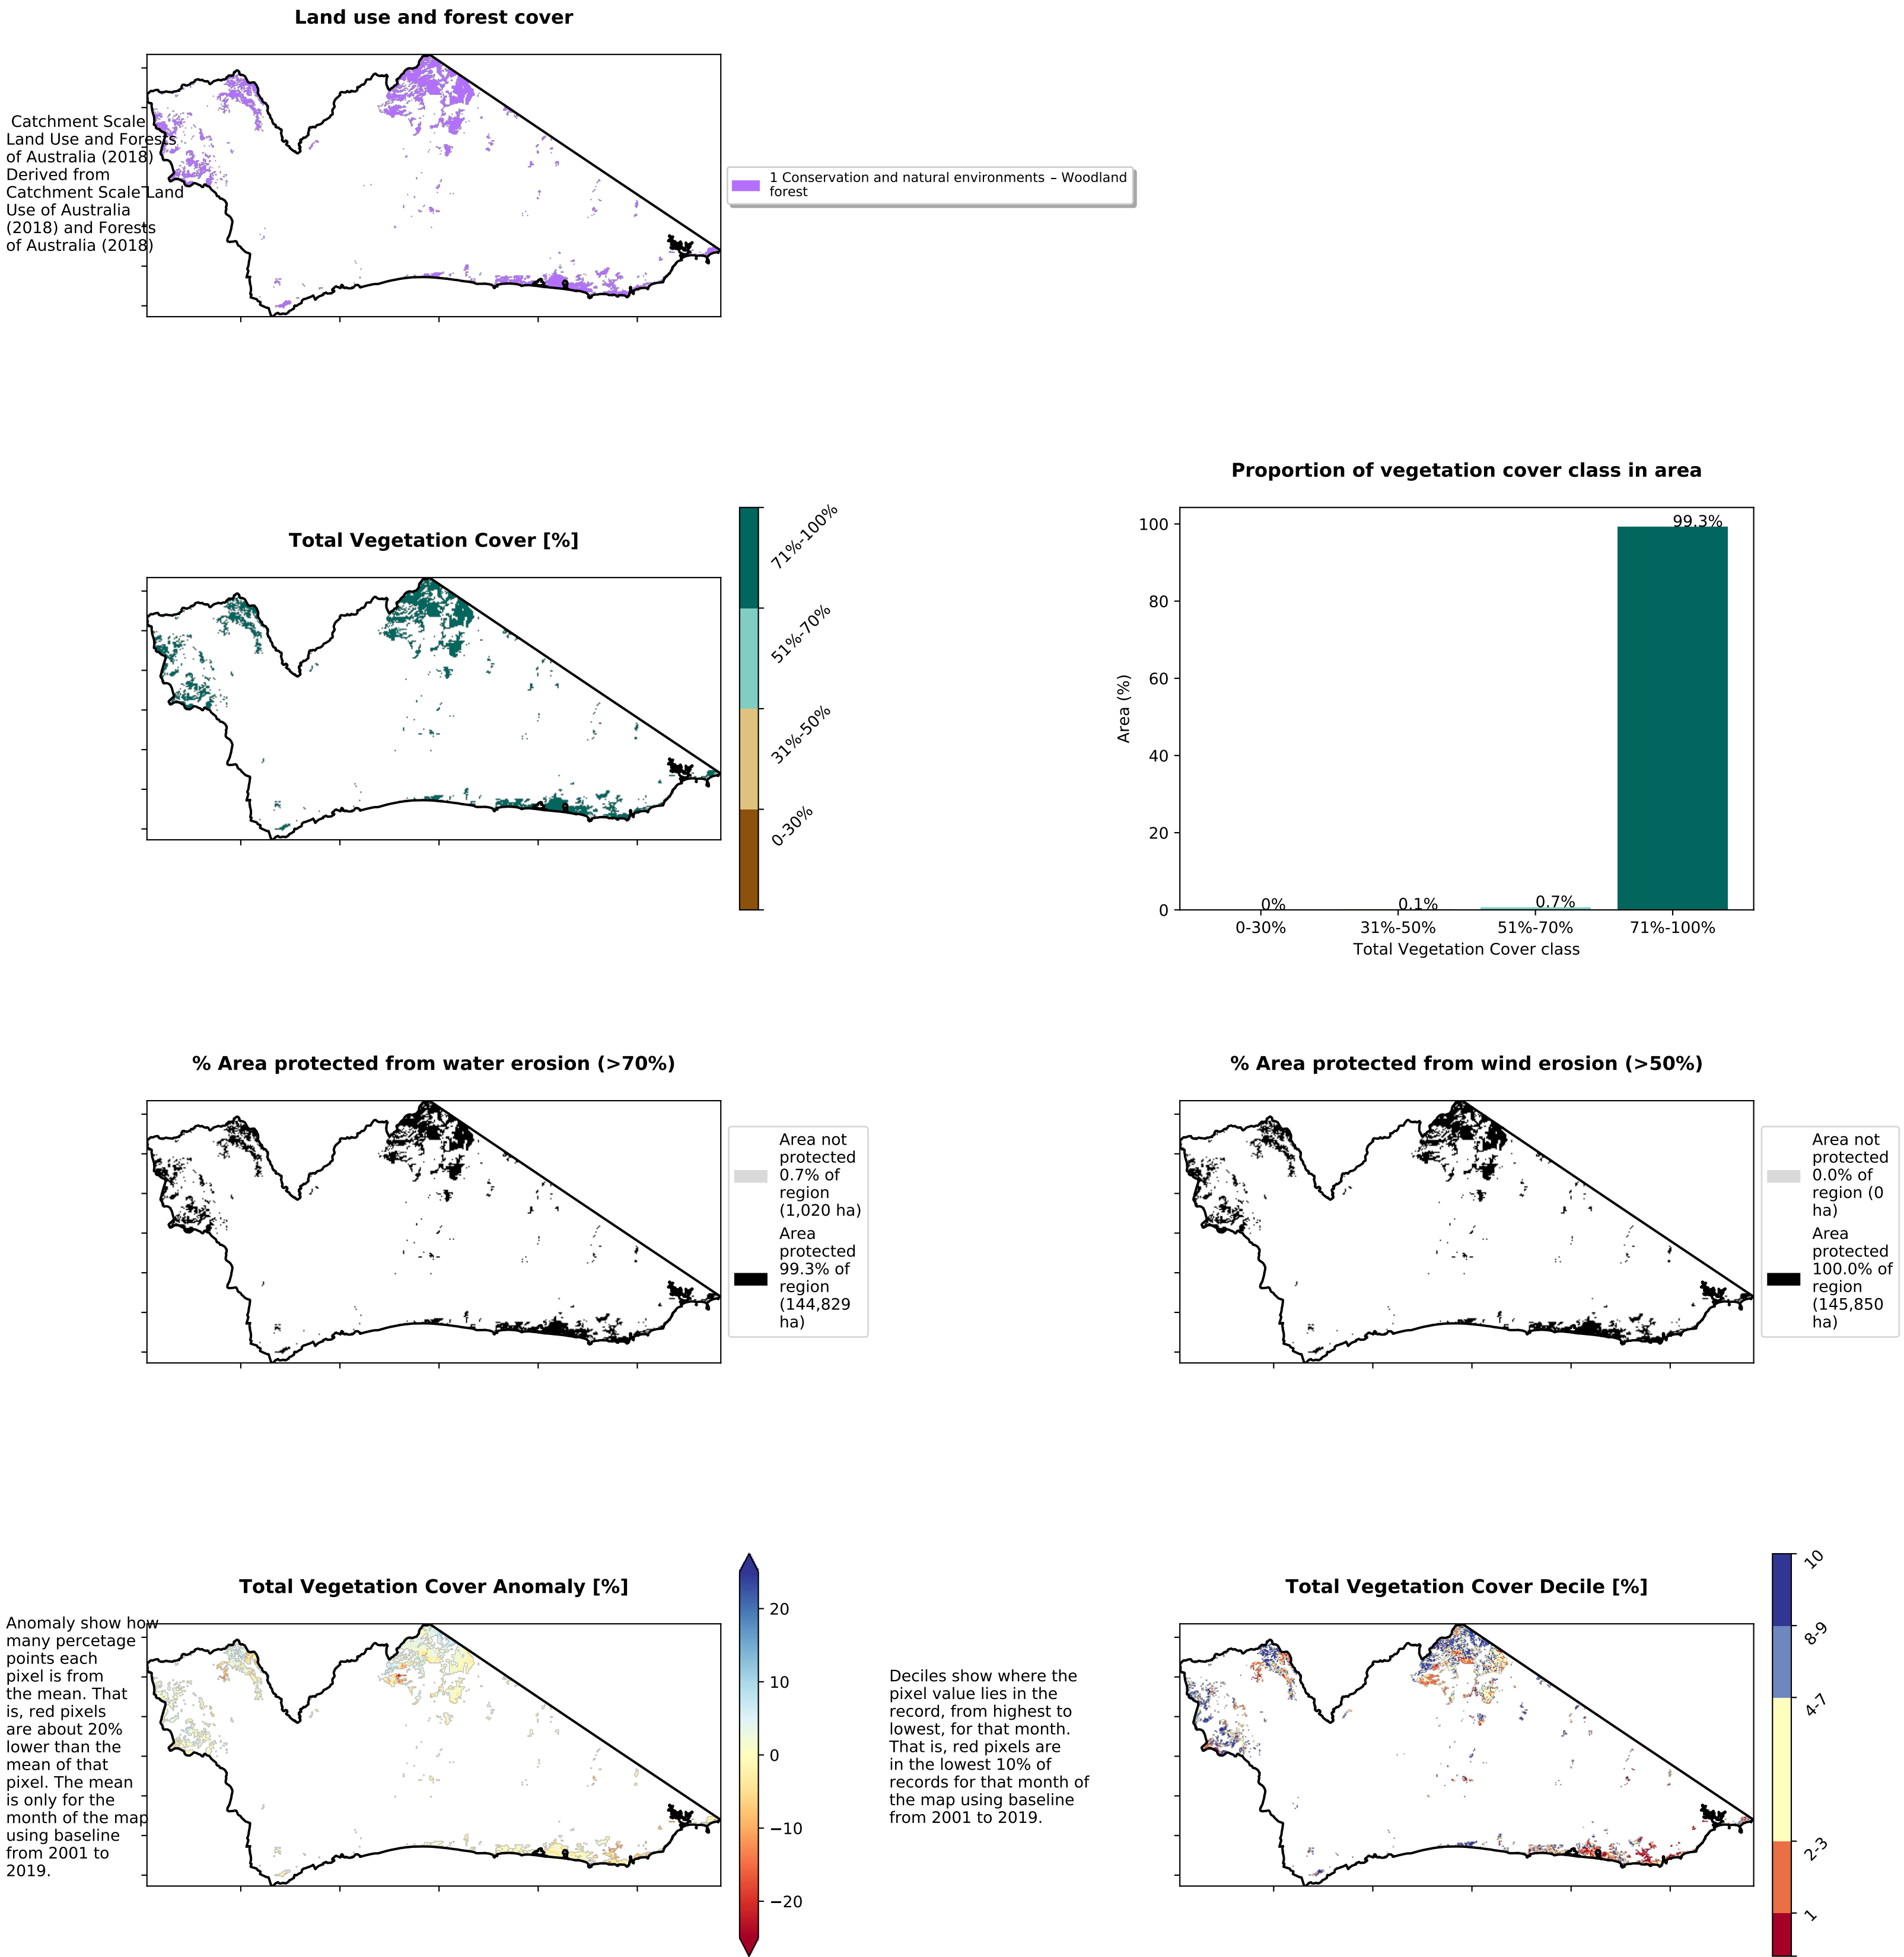 Land use and forest cover
Catchment Scale
Land Use and Forests
of Australia (2018)
Derived from
Catchment Scale Land
Use of Australia
(2018) and Forests
of Australia (2018)
1 Conservation and natural environments – Woodland
forest
Total Vegetation Cover [%]
71%-100%
51%-70%
31%-50%
0-30%
Proportion of vegetation cover class in area
100
80
60
40
20
0
Area (%)
0%
0.1%
0.7%
99.3%
0-30%
31%-50%
51%-70%
71%-100%
Total Vegetation Cover class
% Area protected from water erosion (>70%)
Area not
protected
0.7% of
region
(1,020 ha)
Area
protected
99.3% of
region
(144,829
ha)
% Area protected from wind erosion (>50%)
Area not
protected
0.0% of
region (0
ha)
Area
protected
100.0% of
region
(145,850
ha)
Total Vegetation Cover Anomaly [%]
Anomaly show how
many percetage
points each
pixel is from
the mean. That
is, red pixels
are about 20%
lower than the
mean of that
pixel. The mean
is only for the
month of the map
using baseline
from 2001 to
2019.
20
10
0
−10
−20
Total Vegetation Cover Decile [%]
Deciles show where the
pixel value lies in the
record, from highest to
lowest, for that month.
That is, red pixels are
in the lowest 10% of
records for that month of
the map using baseline
from 2001 to 2019.
10
8-9
4-7
2-3
1